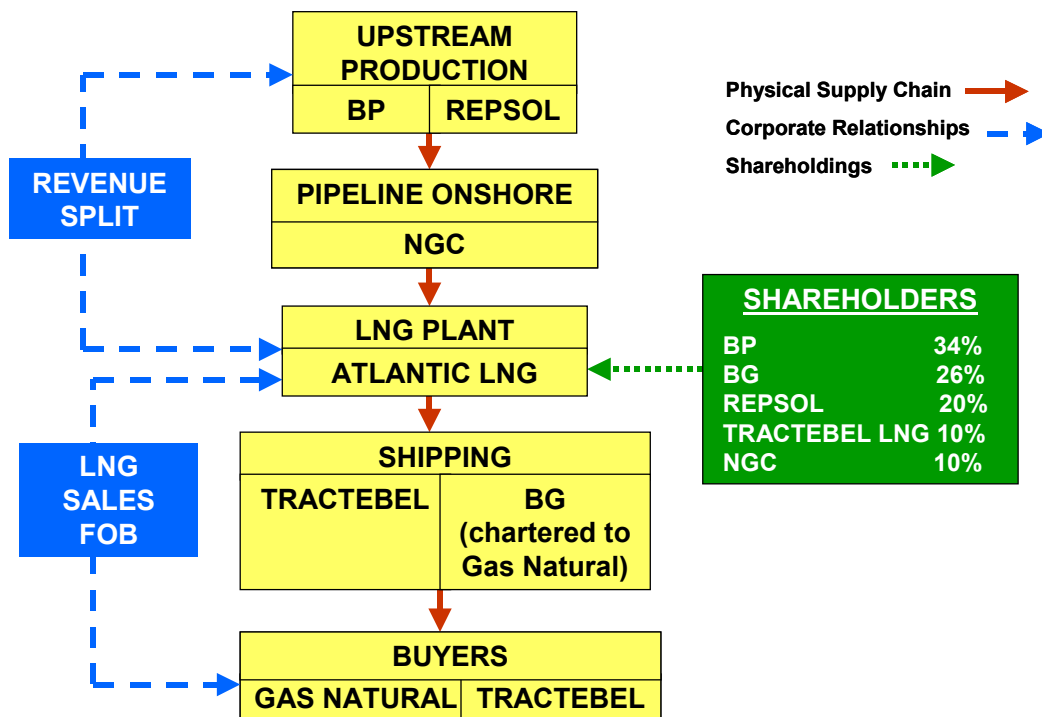 UPSTREAM
PRODUCTION
BP REPSOL
Physical Supply Chain
Corporate Relationships
Shareholdings
REVENUE
SPLIT
PIPELINE ONSHORE
NGC
LNG PLANT
ATLANTIC LNG
SHAREHOLDERS
BP 34%
BG 26%
REPSOL 20%
TRACTEBEL LNG 10%
NGC 10%
LNG
SALES
FOB
SHIPPING
TRACTEBEL
BG
(chartered to
Gas Natural)
BUYERS
GAS NATURAL TRACTEBEL